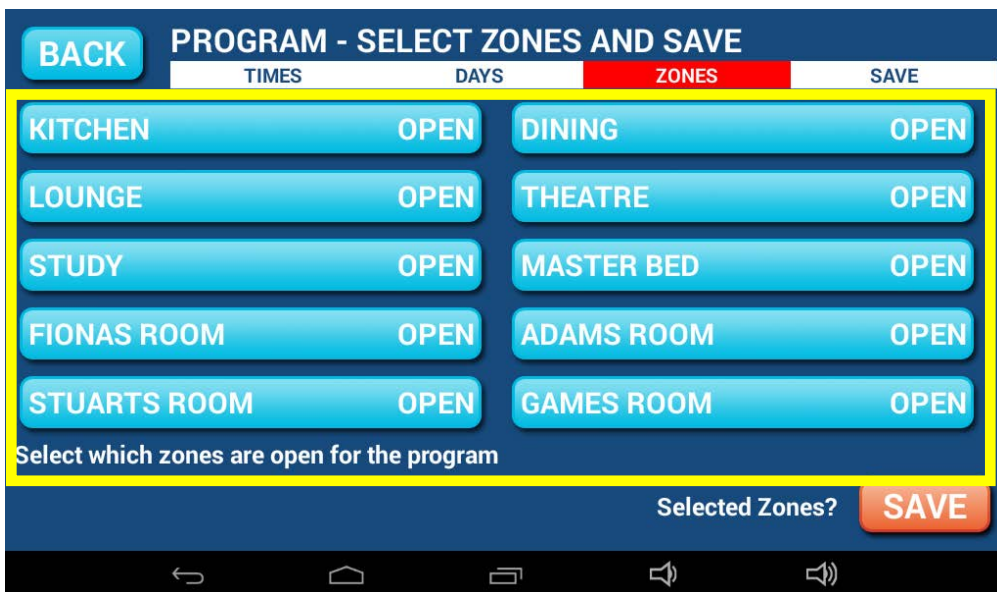 BACK
PROGRAM - SELECT ZONES AND SAVE
TIMES DAYS ZONES SAVE
KITCHEN OPEN DINING OPEN
LOUNGE OPEN THEATRE OPEN
STUDY OPEN MASTER BED OPEN
FIONAS ROOM OPEN ADAMS ROOM OPEN
STUARTS ROOM OPEN GAMES ROOM OPEN
Select which zones are open for the program
Selected Zones? SAVE